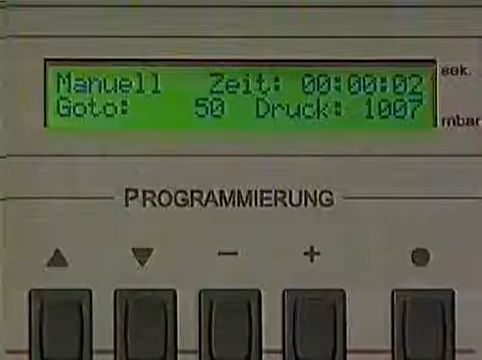 Manuell Zeit: 00:00:02 sek.
Goto: 50 Druck: 1007 mbar
PROGRAMMIERUNG